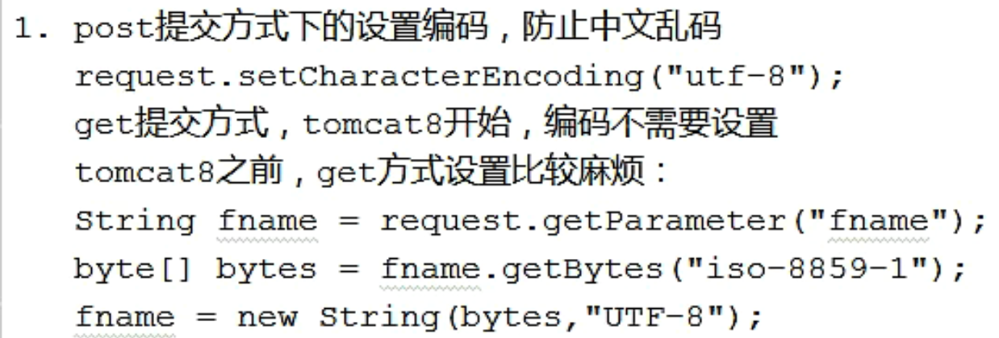 1. post提交方式下的设置编码，防止中文乱码
request.setCharacterEncoding("utf-8");
get提交方式，tomcat8开始，编码不需要设置
tomcat8之前，get方式设置比较麻烦：
String fname = request.getParameter("fname");
byte[] bytes = fname.getBytes("iso-8859-1");
fname = new String(bytes,"UTF-8");